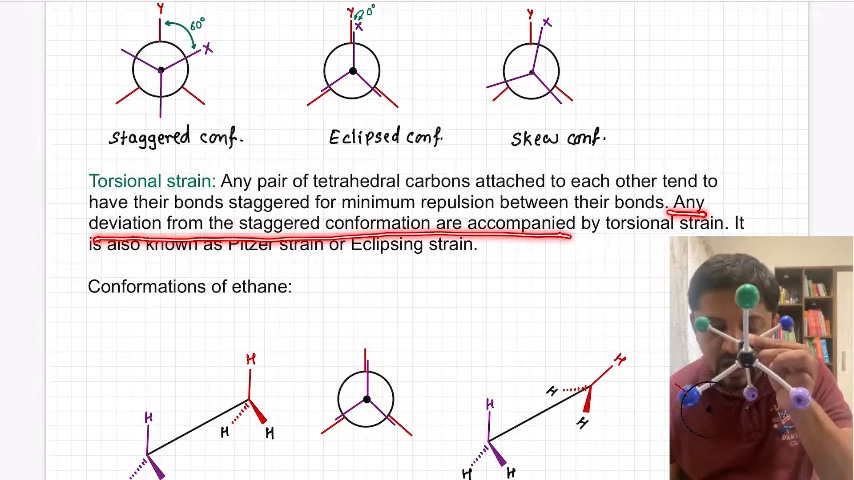 Y
60°
X
Y
0°
X
Y
X
Staggered conf.
Eclipsed conf.
Skew conf.
Torsional strain: Any pair of tetrahedral carbons attached to each other tend to
have their bonds staggered for minimum repulsion between their bonds. Any
deviation from the staggered conformation are accompanied by torsional strain. It
is also known as Pitzer strain or Eclipsing strain.
Conformations of ethane:
H
H
H
H
H
H
H
H
H
H
H